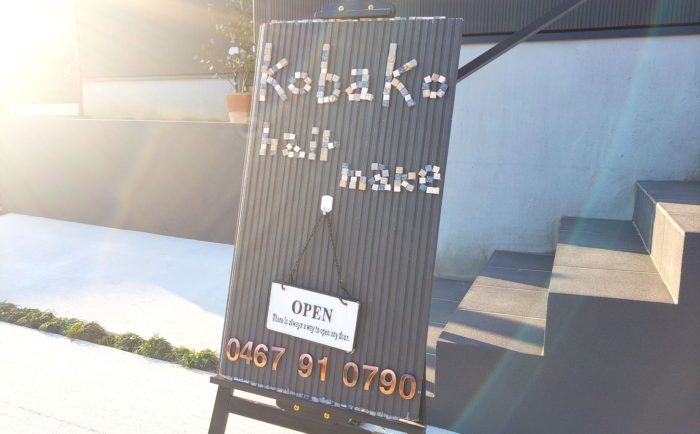 kobako
hair make
OPEN
There is always a way to open any door.
0467 91 0790